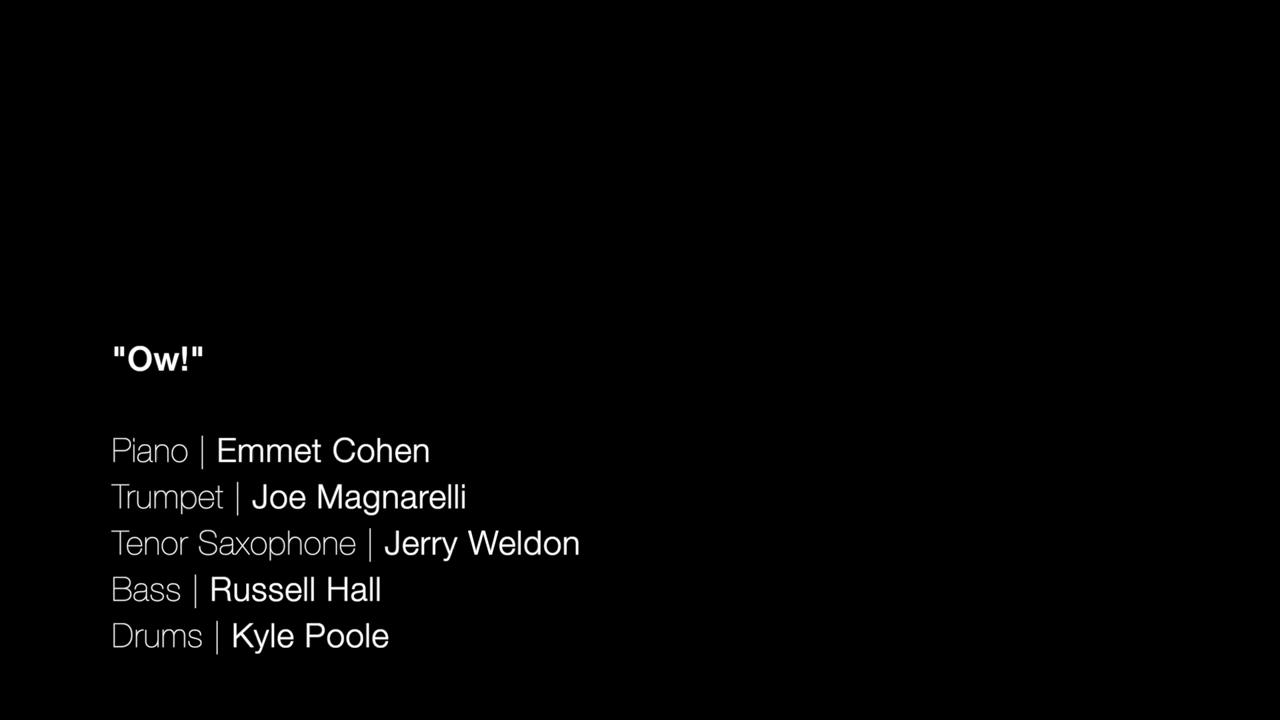 "Ow!"
Piano | Emmet Cohen
Trumpet | Joe Magnarelli
Tenor Saxophone | Jerry Weldon
Bass | Russell Hall
Drums | Kyle Poole